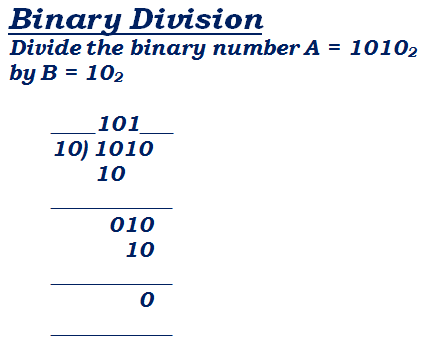 Binary Division
Divide the binary number A = 1010₂
by B = 10₂
101
10) 1010
10
010
10
0